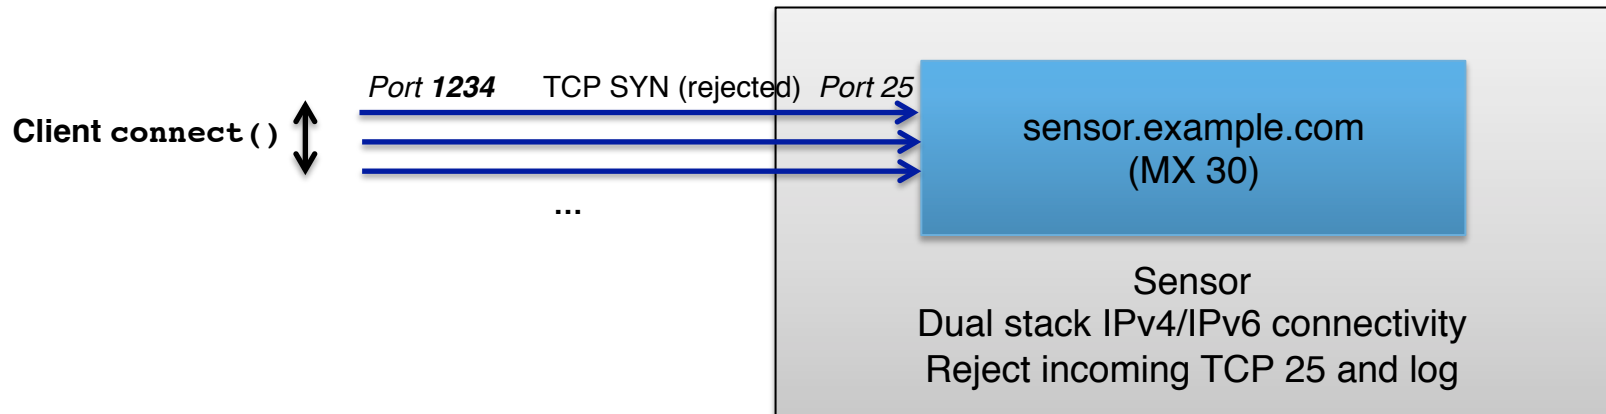 Port 1234 TCP SYN (rejected) Port 25
Client connect()
...
sensor.example.com
(MX 30)
Sensor
Dual stack IPv4/IPv6 connectivity
Reject incoming TCP 25 and log